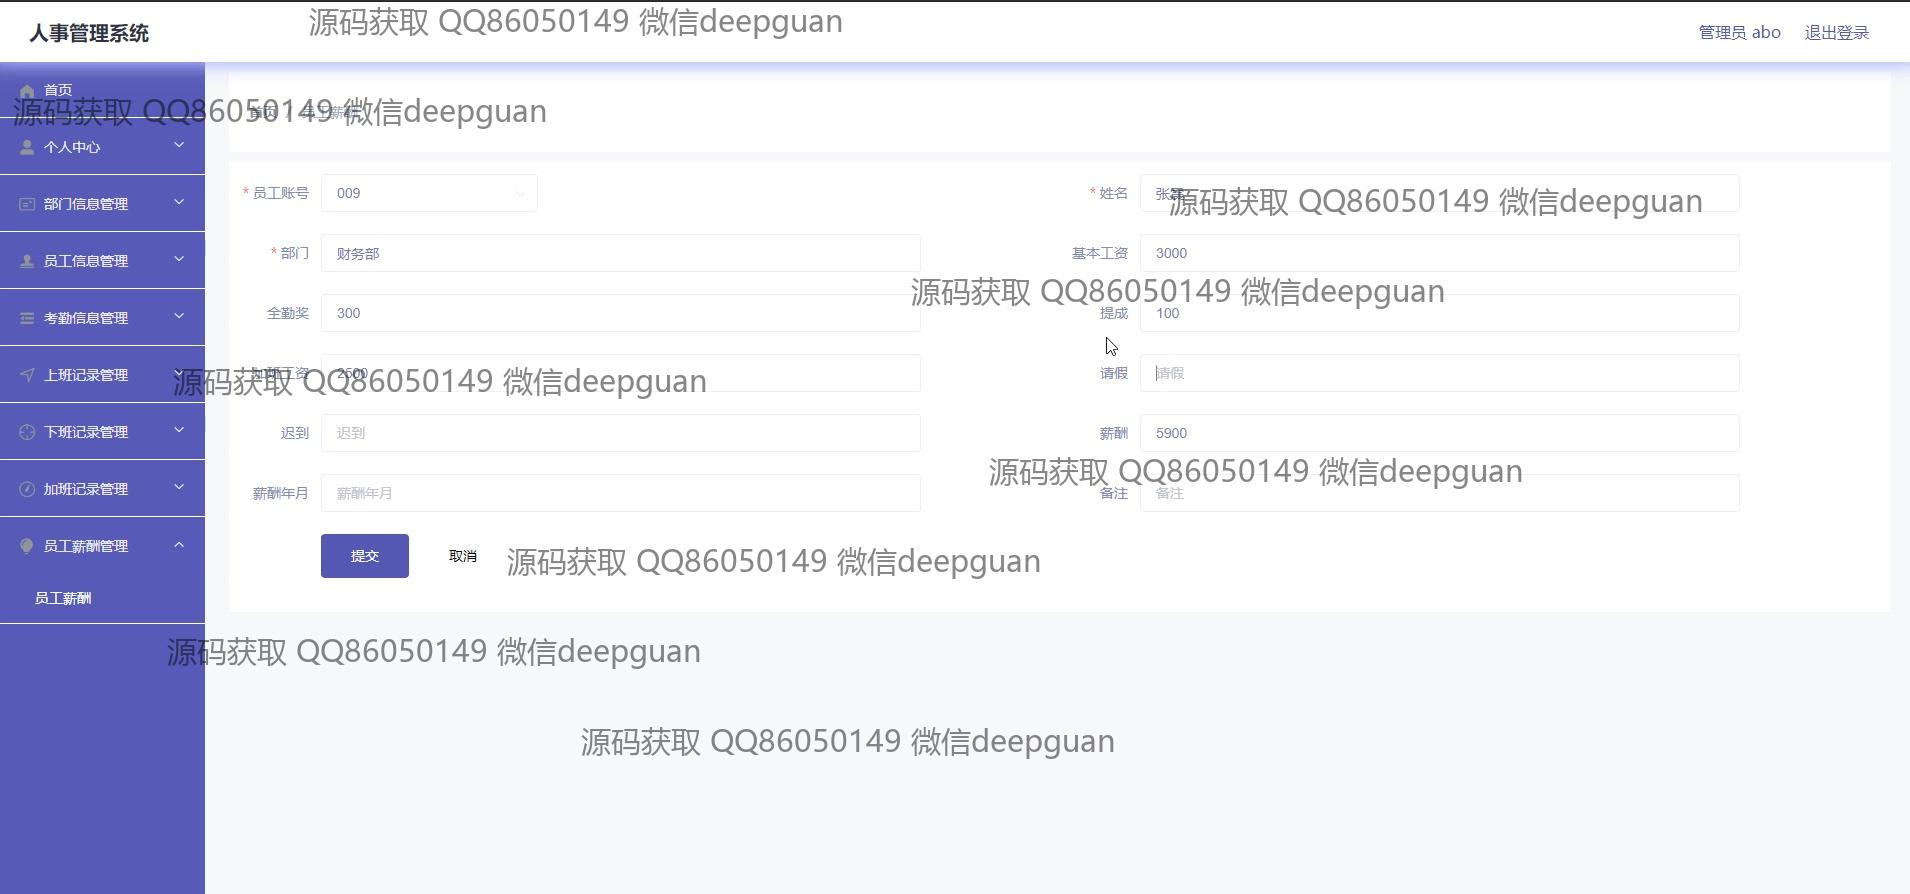 人事管理系统
源码获取 QQ86050149 微信deepguan
管理员 abo
退出登录
首页
源码获取 QQ86050149 微信deepguan
首页 / 员工薪酬
个人中心
部门信息管理
员工信息管理
考勤信息管理
上班记录管理
下班记录管理
加班记录管理
员工薪酬管理
员工薪酬
* 员工账号 009
* 姓名
源码获取 QQ86050149 微信deepguan
* 部门 财务部
基本工资 3000
源码获取 QQ86050149 微信deepguan
全勤奖 300
提成 100
加班工资 2500
源码获取 QQ86050149 微信deepguan
请假 请假
迟到 迟到
薪酬 5900
源码获取 QQ86050149 微信deepguan
薪酬年月 薪酬年月
备注 备注
提交 取消
源码获取 QQ86050149 微信deepguan
源码获取 QQ86050149 微信deepguan
源码获取 QQ86050149 微信deepguan